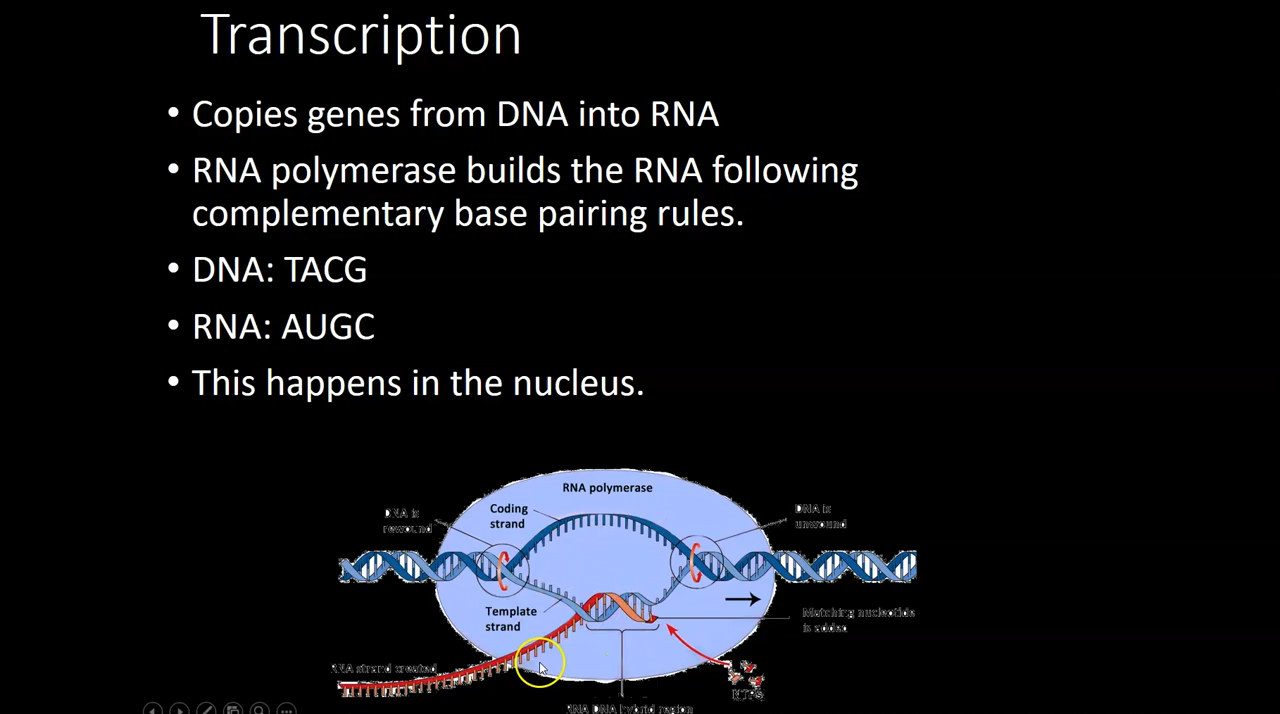 Transcription
• Copies genes from DNA into RNA
• RNA polymerase builds the RNA following
complementary base pairing rules.
• DNA: TACG
• RNA: AUGC
• This happens in the nucleus.
RNA polymerase
Coding
strand
DNA is
rewound
DNA is
unwound
Template
strand
Matching nucleotide
is added
RNA strand created
NTPs
RNA DNA hybrid region